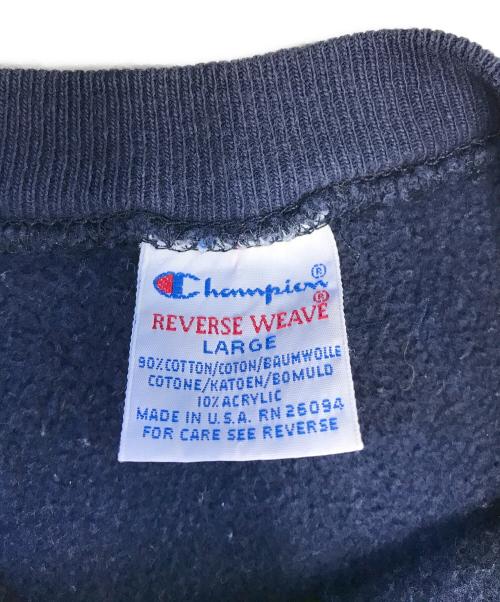 Champion®
REVERSE WEAVE®
LARGE
90%COTTON/COTON/BAUMWOLLE
COTONE/KATOEN/BOMULD
10% ACRYLIC
MADE IN U.S.A. RN 26094
FOR CARE SEE REVERSE